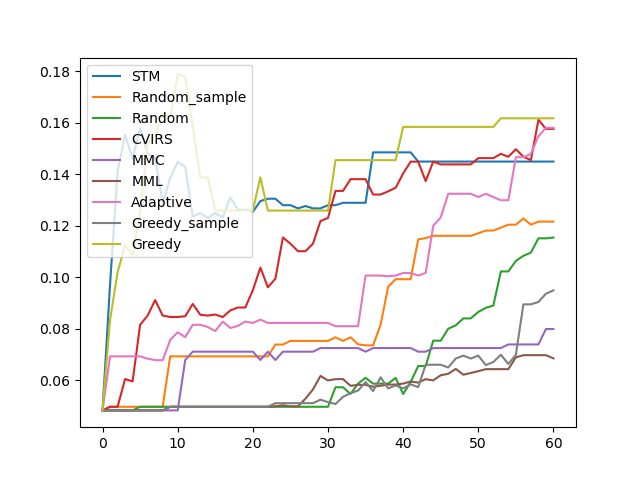 0.18
0.16
0.14
0.12
0.10
0.08
0.06
STM
Random_sample
Random
CVIRS
MMC
MML
Adaptive
Greedy_sample
Greedy
0 10 20 30 40 50 60